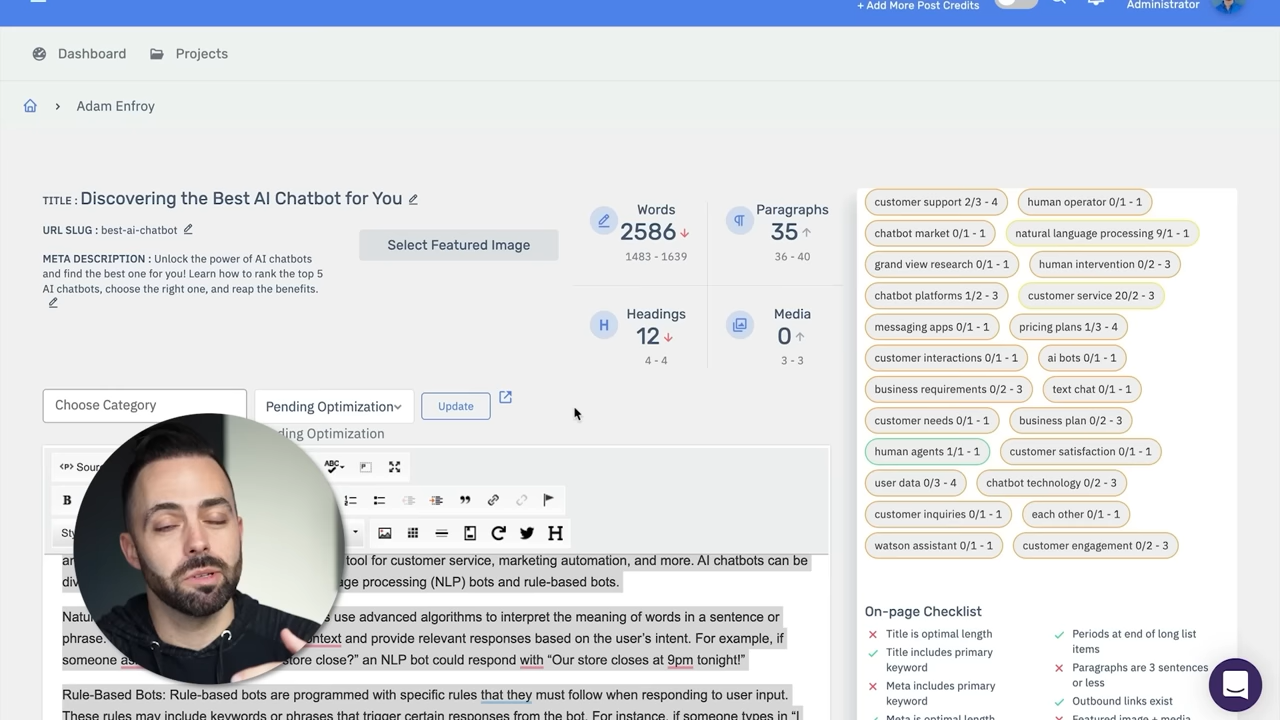 + Add More Post Credits
Administrator
Dashboard
Projects
Adam Enfroy
TITLE : Discovering the Best AI Chatbot for You
URL SLUG : best-ai-chatbot
META DESCRIPTION : Unlock the power of AI chatbots
and find the best one for you! Learn how to rank the top 5
AI chatbots, choose the right one, and reap the benefits.
Select Featured Image
Words
2586
1483 - 1639
Paragraphs
35
36 - 40
Headings
12
4 - 4
Media
0
3 - 3
Choose Category
Pending Optimization
Update
ding Optimization
Sourc
ABC
B
Sty
tool for customer service, marketing automation, and more. AI chatbots can be
div
age processing (NLP) bots and rule-based bots.
Natu
s use advanced algorithms to interpret the meaning of words in a sentence or
phrase.
ontext and provide relevant responses based on the user's intent. For example, if
someone as
store close?” an NLP bot could respond with “Our store closes at 9pm tonight!”
Rule-Based Bots: Rule-based bots are programmed with specific rules that they must follow when responding to user input.
These rules may include keywords or phrases that trigger certain responses from the bot. For instance, if someone types in “I
customer support 2/3 - 4
human operator 0/1 - 1
chatbot market 0/1 - 1
natural language processing 9/1 - 1
grand view research 0/1 - 1
human intervention 0/2 - 3
chatbot platforms 1/2 - 3
customer service 20/2 - 3
messaging apps 0/1 - 1
pricing plans 1/3 - 4
customer interactions 0/1 - 1
ai bots 0/1 - 1
business requirements 0/2 - 3
text chat 0/1 - 1
customer needs 0/1 - 1
business plan 0/2 - 3
human agents 1/1 - 1
customer satisfaction 0/1 - 1
user data 0/3 - 4
chatbot technology 0/2 - 3
customer inquiries 0/1 - 1
each other 0/1 - 1
watson assistant 0/1 - 1
customer engagement 0/2 - 3
On-page Checklist
Title is optimal length
Title includes primary
keyword
Meta includes primary
keyword
Meta is optimal length
Periods at end of long list
items
Paragraphs are 3 sentences
or less
Outbound links exist
Featured image + media